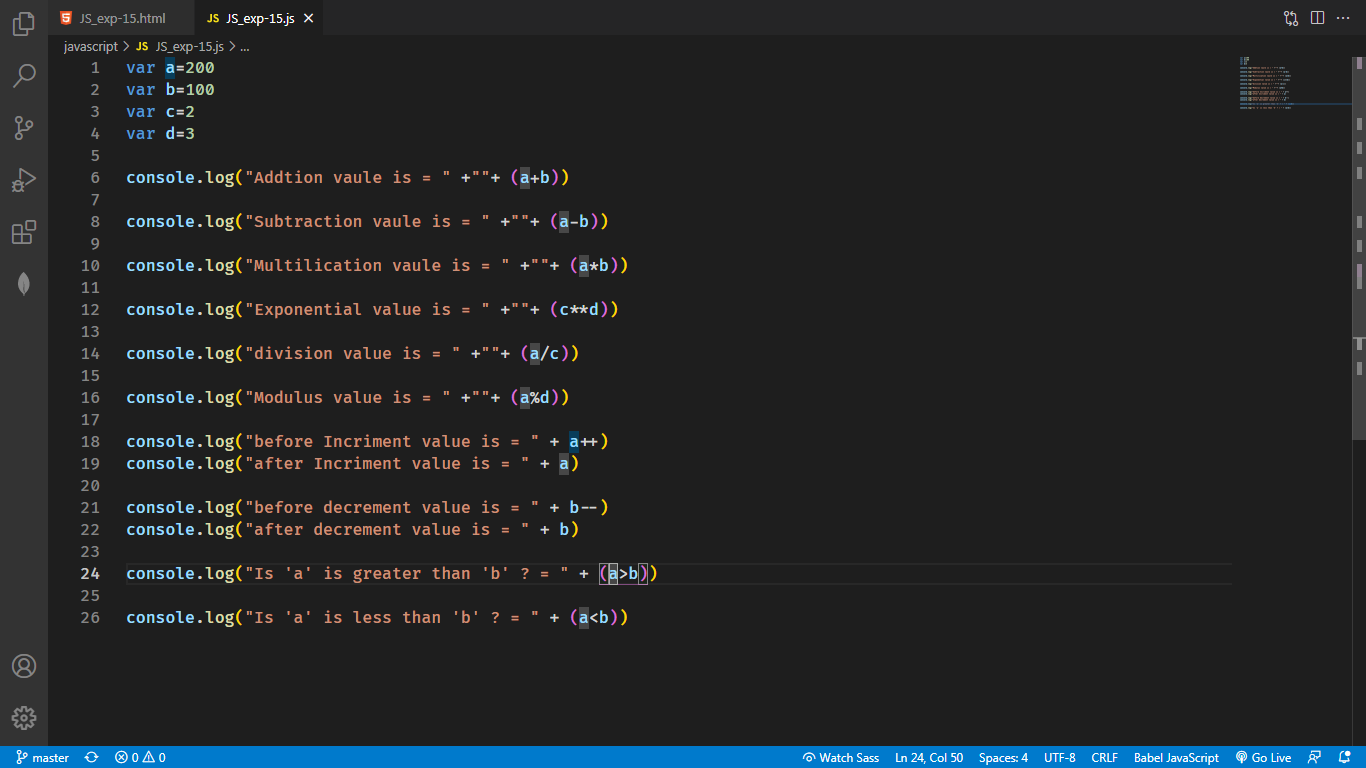 JS_exp-15.html JS JS_exp-15.js ×
javascript > JS JS_exp-15.js > ...
1 var a=200
2 var b=100
3 var c=2
4 var d=3
5
6 console.log("Addtion vaule is = " +""+ (a+b))
7
8 console.log("Subtraction vaule is = " +""+ (a-b))
9
10 console.log("Multilication vaule is = " +""+ (a*b))
11
12 console.log("Exponential value is = " +""+ (c**d))
13
14 console.log("division value is = " +""+ (a/c))
15
16 console.log("Modulus value is = " +""+ (a%d))
17
18 console.log("before Incriment value is = " + a++)
19 console.log("after Incriment value is = " + a)
20
21 console.log("before decrement value is = " + b--)
22 console.log("after decrement value is = " + b)
23
24 console.log("Is 'a' is greater than 'b' ? = " + (a>b))
25
26 console.log("Is 'a' is less than 'b' ? = " + (a<b))
master 0 0 Watch Sass Ln 24, Col 50 Spaces: 4 UTF-8 CRLF Babel JavaScript Go Live